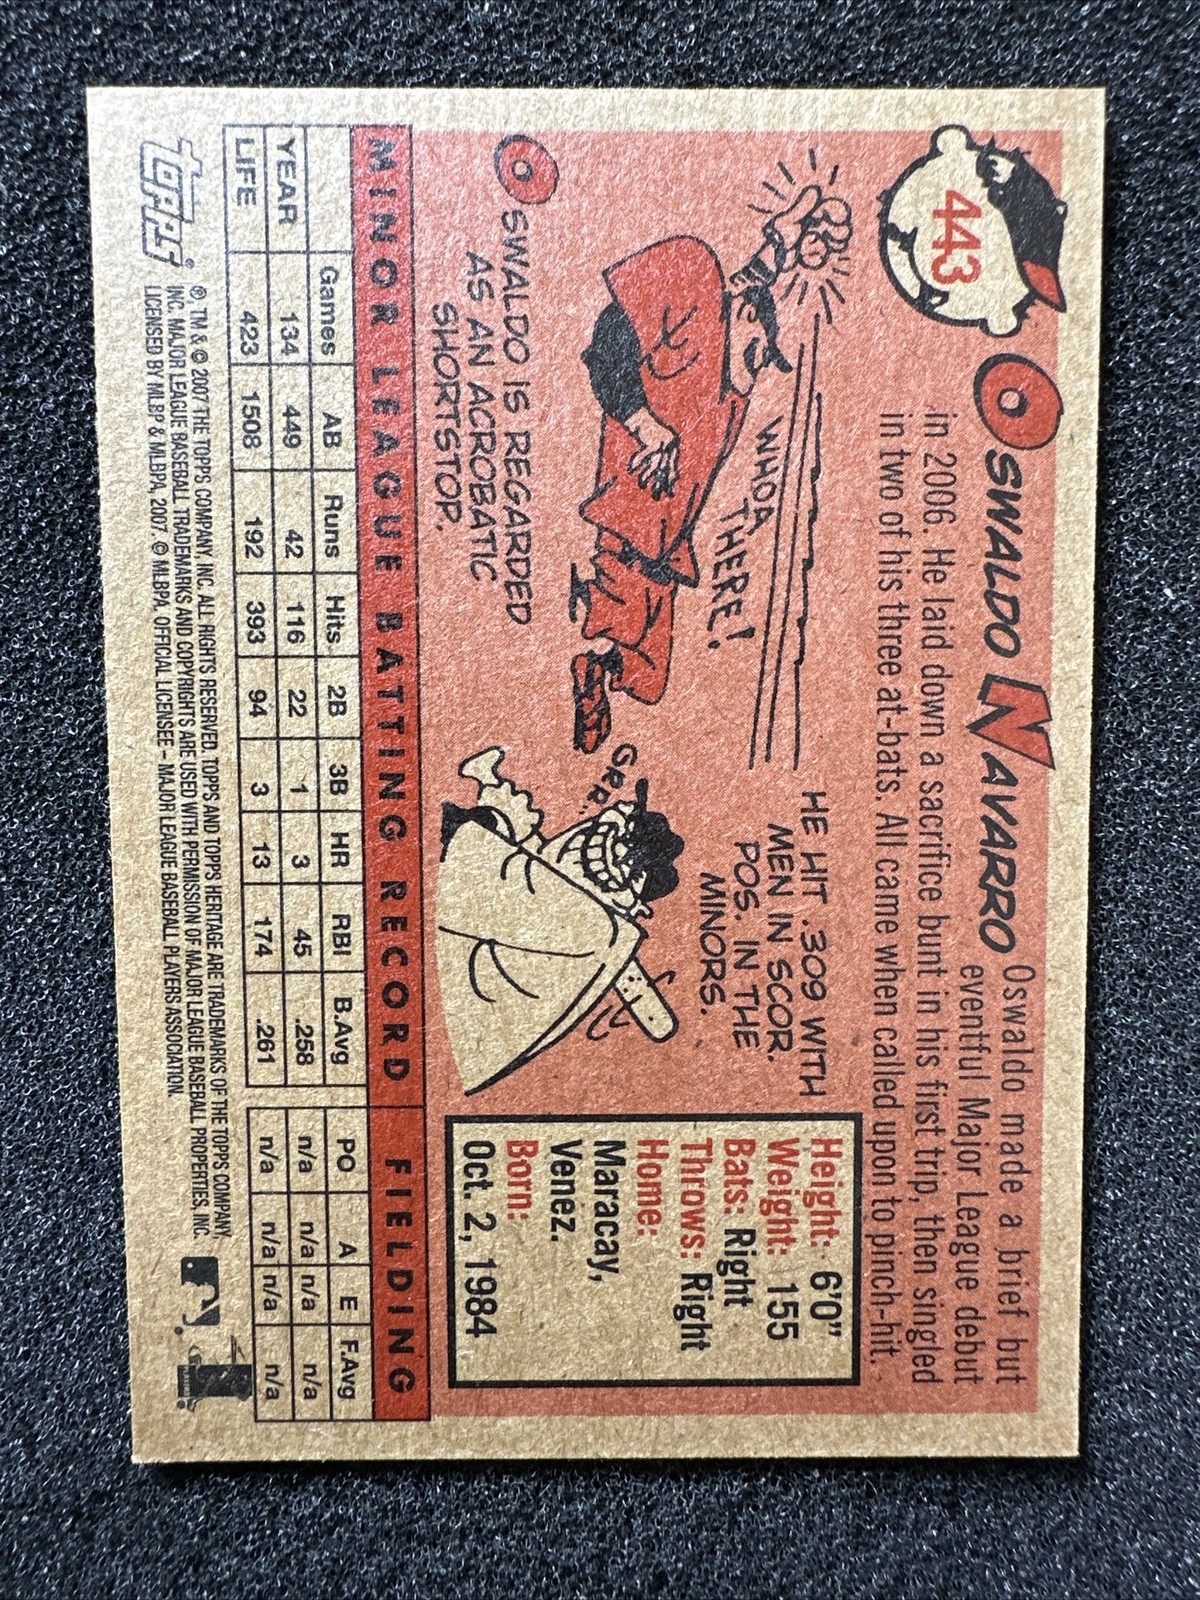 443
OSWALDO NAVARRO
Oswaldo made a brief but
eventful Major League debut
in 2006. He laid down a sacrifice bunt in his first trip, then singled
in two of his three at-bats. All came when called upon to pinch-hit.
WHOA
THERE!
OSWALDO IS REGARDED
AS AN ACROBATIC
SHORTSTOP.
HE HIT .309 WITH
MEN IN SCOR.
POS. IN THE
MINORS.
Height: 6'0"
Weight: 155
Bats: Right
Throws: Right
Home:
Maracay,
Venez.
Born:
Oct. 2, 1984
MINOR LEAGUE BATTING RECORD FIELDING
Games AB Runs Hits 2B 3B HR RBI B.Avg PO A E F.Avg
YEAR 134 449 42 116 22 1 3 45 .258 n/a n/a n/a n/a
LIFE 423 1508 192 393 94 3 13 174 .261 n/a n/a n/a n/a
topps
® TM & © 2007 THE TOPPS COMPANY, INC. ALL RIGHTS RESERVED. TOPPS AND TOPPS HERITAGE ARE TRADEMARKS OF THE TOPPS COMPANY,
INC. MAJOR LEAGUE BASEBALL TRADEMARKS AND COPYRIGHTS ARE USED WITH PERMISSION OF MAJOR LEAGUE BASEBALL PROPERTIES, INC.
LICENSED BY MLBP & MLBPA, 2007. © MLBPA. OFFICIAL LICENSEE – MAJOR LEAGUE BASEBALL PLAYERS ASSOCIATION.